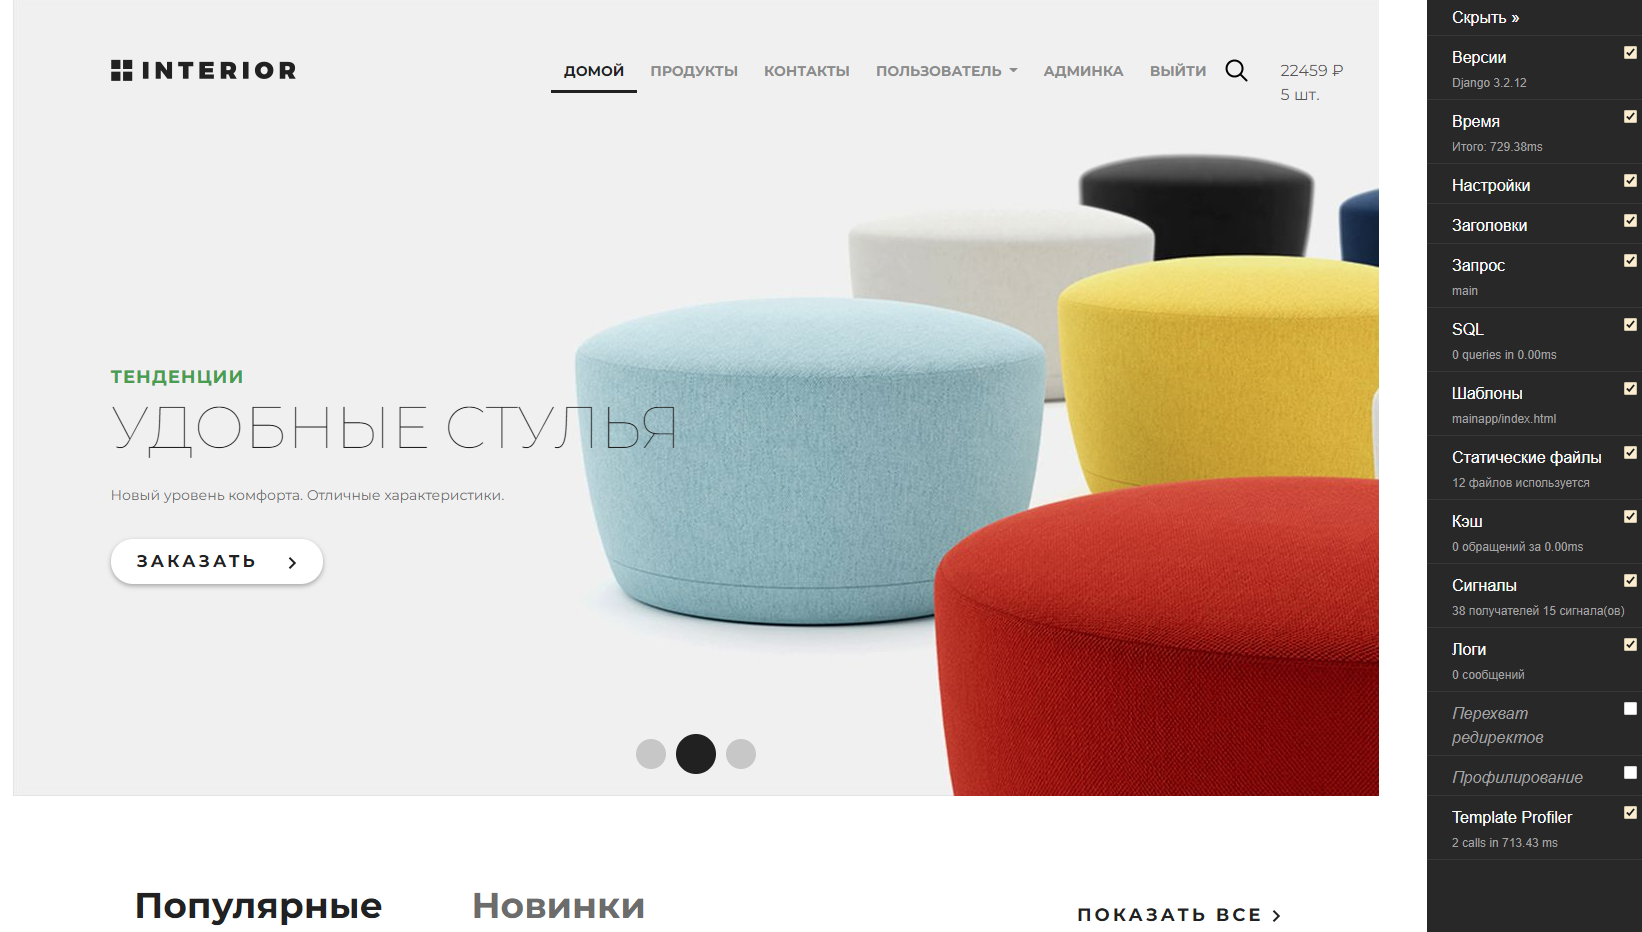 INTERIOR
ДОМОЙ ПРОДУКТЫ КОНТАКТЫ ПОЛЬЗОВАТЕЛЬ АДМИНКА ВЫЙТИ
22459 ₽
5 шт.
ТЕНДЕНЦИИ
УДОБНЫЕ СТУЛЬЯ
Новый уровень комфорта. Отличные характеристики.
ЗАКАЗАТЬ
Популярные
Новинки
ПОКАЗАТЬ ВСЕ
Скрыть »
Версии
Django 3.2.12
Время
Итого: 729.38ms
Настройки
Заголовки
Запрос
main
SQL
0 queries in 0.00ms
Шаблоны
mainapp/index.html
Статические файлы
12 файлов используется
Кэш
0 обращений за 0.00ms
Сигналы
38 получателей 15 сигнала(ов)
Логи
0 сообщений
Перехват
редиректов
Профилирование
Template Profiler
2 calls in 713.43 ms